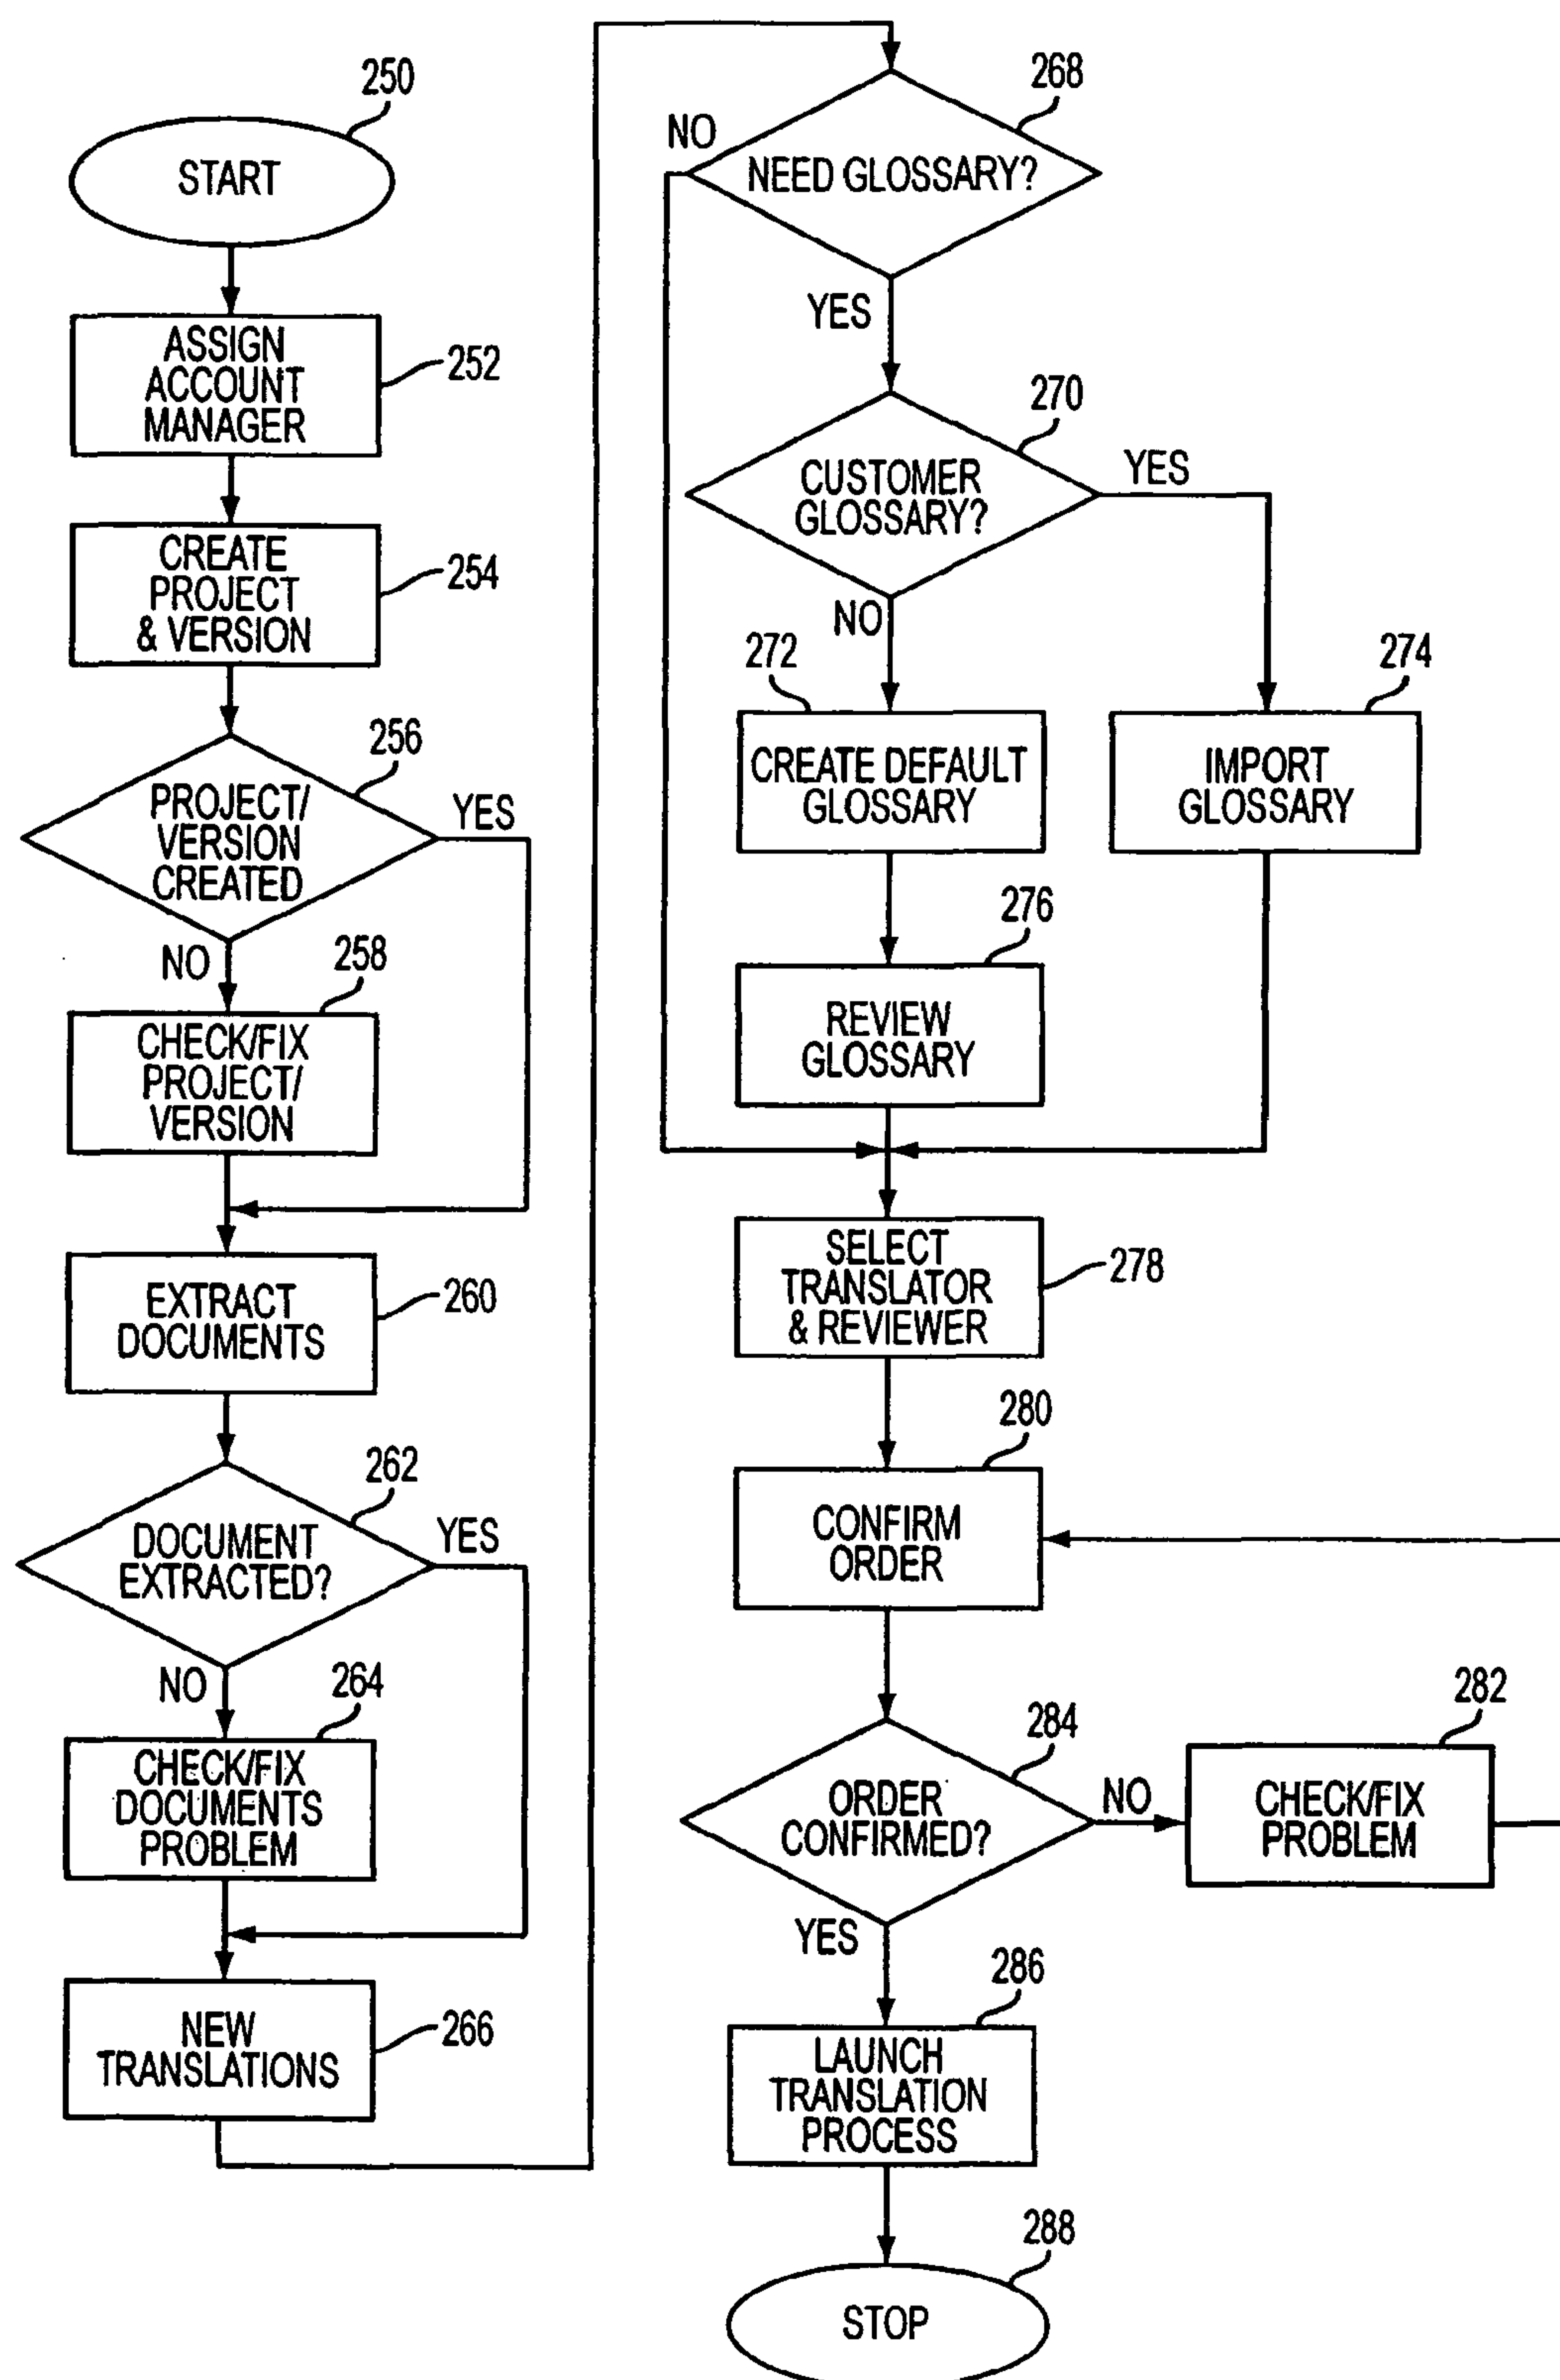 250
START
ASSIGN
ACCOUNT
MANAGER
252
CREATE
PROJECT
& VERSION
254
256
PROJECT/
VERSION
CREATED
YES
NO
258
CHECK/FIX
PROJECT/
VERSION
EXTRACT
DOCUMENTS
260
262
DOCUMENT
EXTRACTED?
YES
NO
264
CHECK/FIX
DOCUMENTS
PROBLEM
NEW
TRANSLATIONS
266
268
NO
NEED GLOSSARY?
YES
270
CUSTOMER
GLOSSARY?
YES
NO
272
CREATE DEFAULT
GLOSSARY
274
IMPORT
GLOSSARY
276
REVIEW
GLOSSARY
SELECT
TRANSLATOR
& REVIEWER
278
280
CONFIRM
ORDER
284
ORDER
CONFIRMED?
NO
282
CHECK/FIX
PROBLEM
YES
286
LAUNCH
TRANSLATION
PROCESS
288
STOP